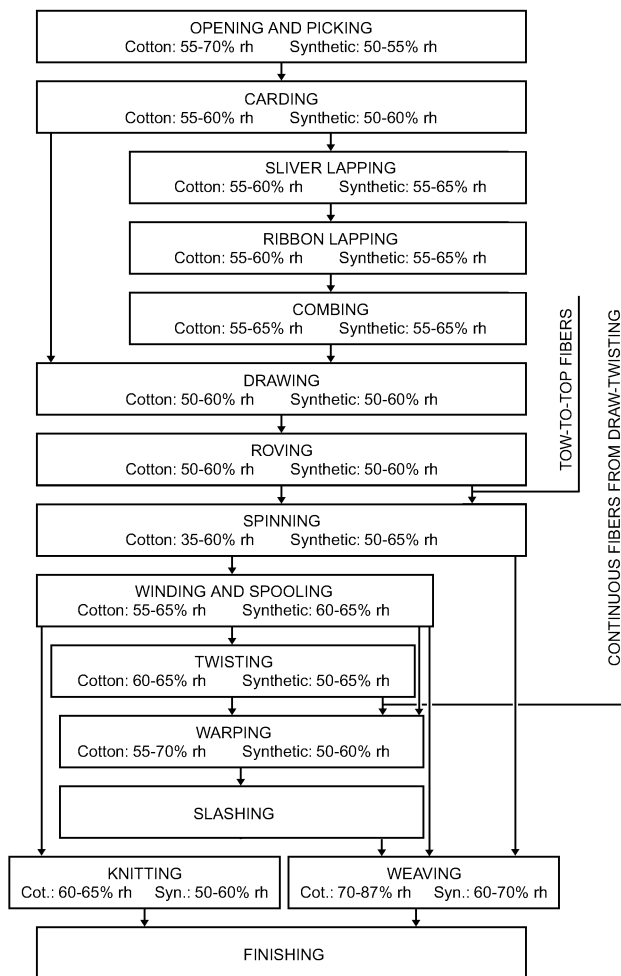 OPENING AND PICKING
Cotton: 55-70% rh Synthetic: 50-55% rh
CARDING
Cotton: 55-60% rh Synthetic: 50-60% rh
SLIVER LAPPING
Cotton: 55-60% rh Synthetic: 55-65% rh
RIBBON LAPPING
Cotton: 55-60% rh Synthetic: 55-65% rh
COMBING
Cotton: 55-65% rh Synthetic: 55-65% rh
DRAWING
Cotton: 50-60% rh Synthetic: 50-60% rh
ROVING
Cotton: 50-60% rh Synthetic: 50-60% rh
TOW-TO-TOP FIBERS
CONTINUOUS FIBERS FROM DRAW-TWISTING
SPINNING
Cotton: 35-60% rh Synthetic: 50-65% rh
WINDING AND SPOOLING
Cotton: 55-65% rh Synthetic: 60-65% rh
TWISTING
Cotton: 60-65% rh Synthetic: 50-65% rh
WARPING
Cotton: 55-70% rh Synthetic: 50-60% rh
SLASHING
KNITTING
Cot.: 60-65% rh Syn.: 50-60% rh
WEAVING
Cot.: 70-87% rh Syn.: 60-70% rh
FINISHING